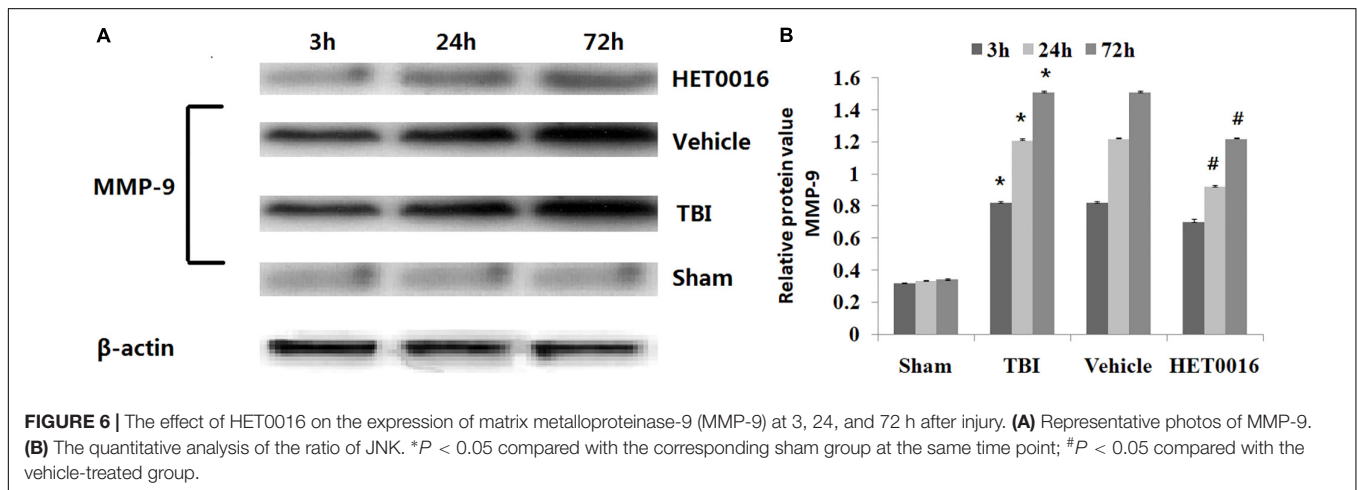 A
3h 24h 72h
HET0016
Vehicle
MMP-9
TBI
Sham
β-actin
B
3h 24h 72h
Relative protein value
MMP-9
1.6
1.4
1.2
1
0.8
0.6
0.4
0.2
0
* * * # #
Sham TBI Vehicle HET0016
FIGURE 6 | The effect of HET0016 on the expression of matrix metalloproteinase-9 (MMP-9) at 3, 24, and 72 h after injury. (A) Representative photos of MMP-9.
(B) The quantitative analysis of the ratio of JNK. *P < 0.05 compared with the corresponding sham group at the same time point; #P < 0.05 compared with the
vehicle-treated group.